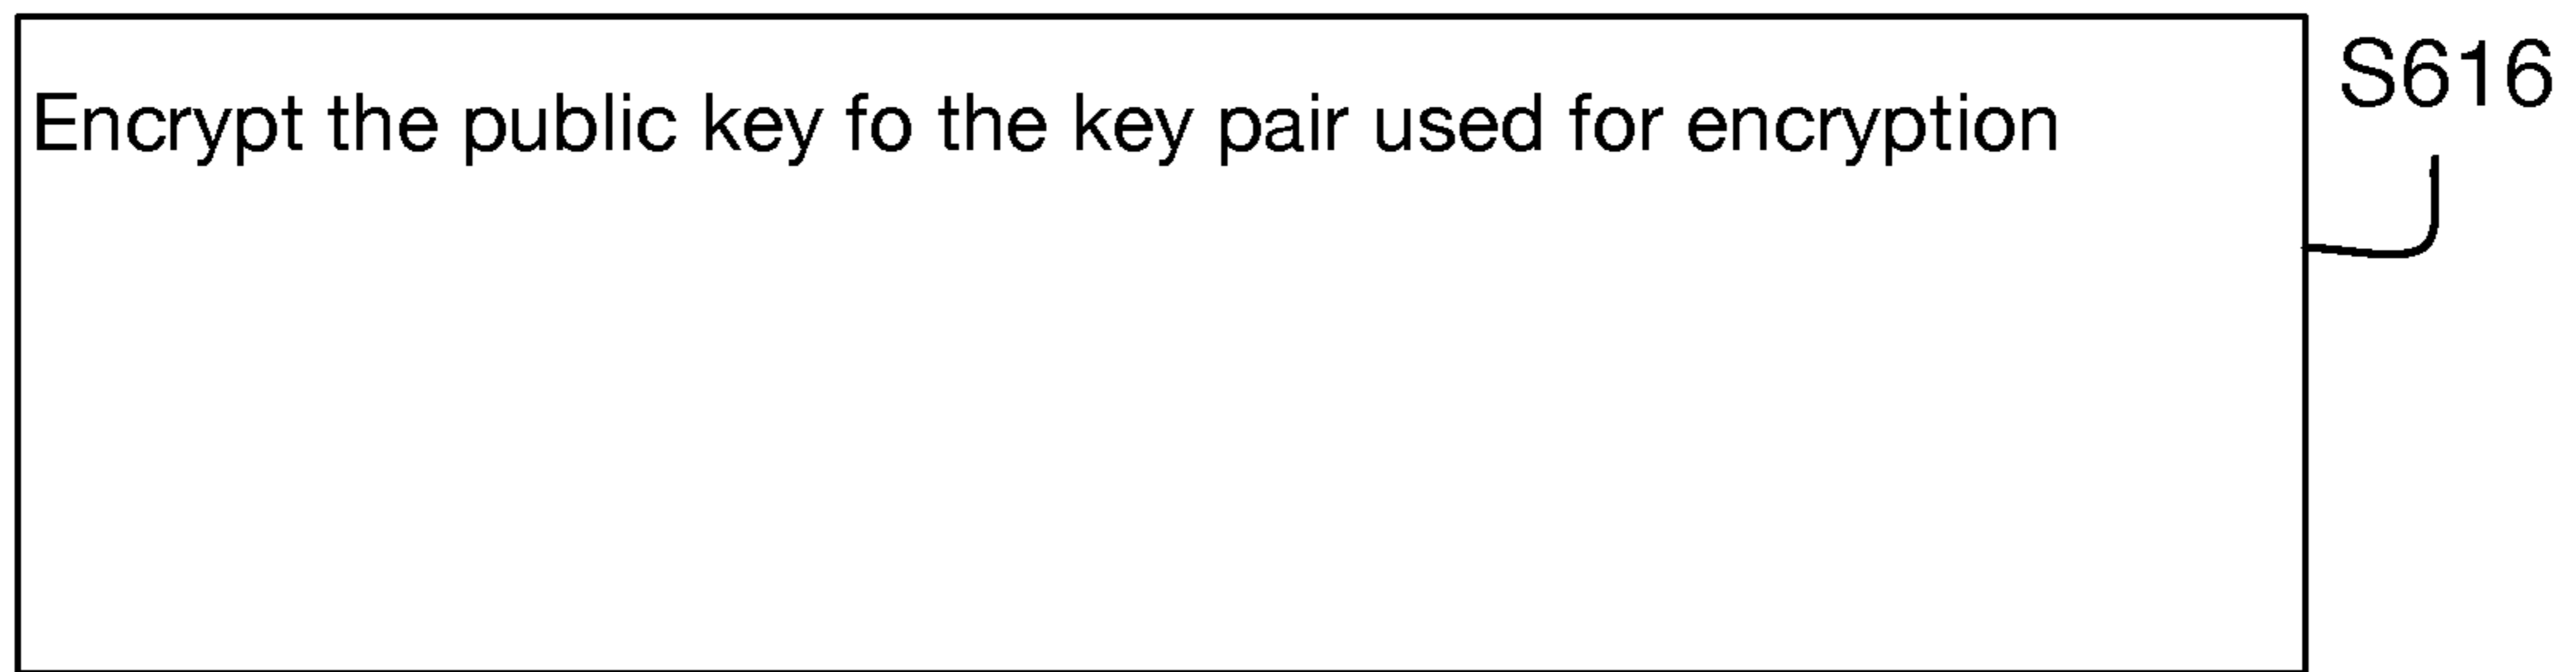 Encrypt the public key fo the key pair used for encryption
S616